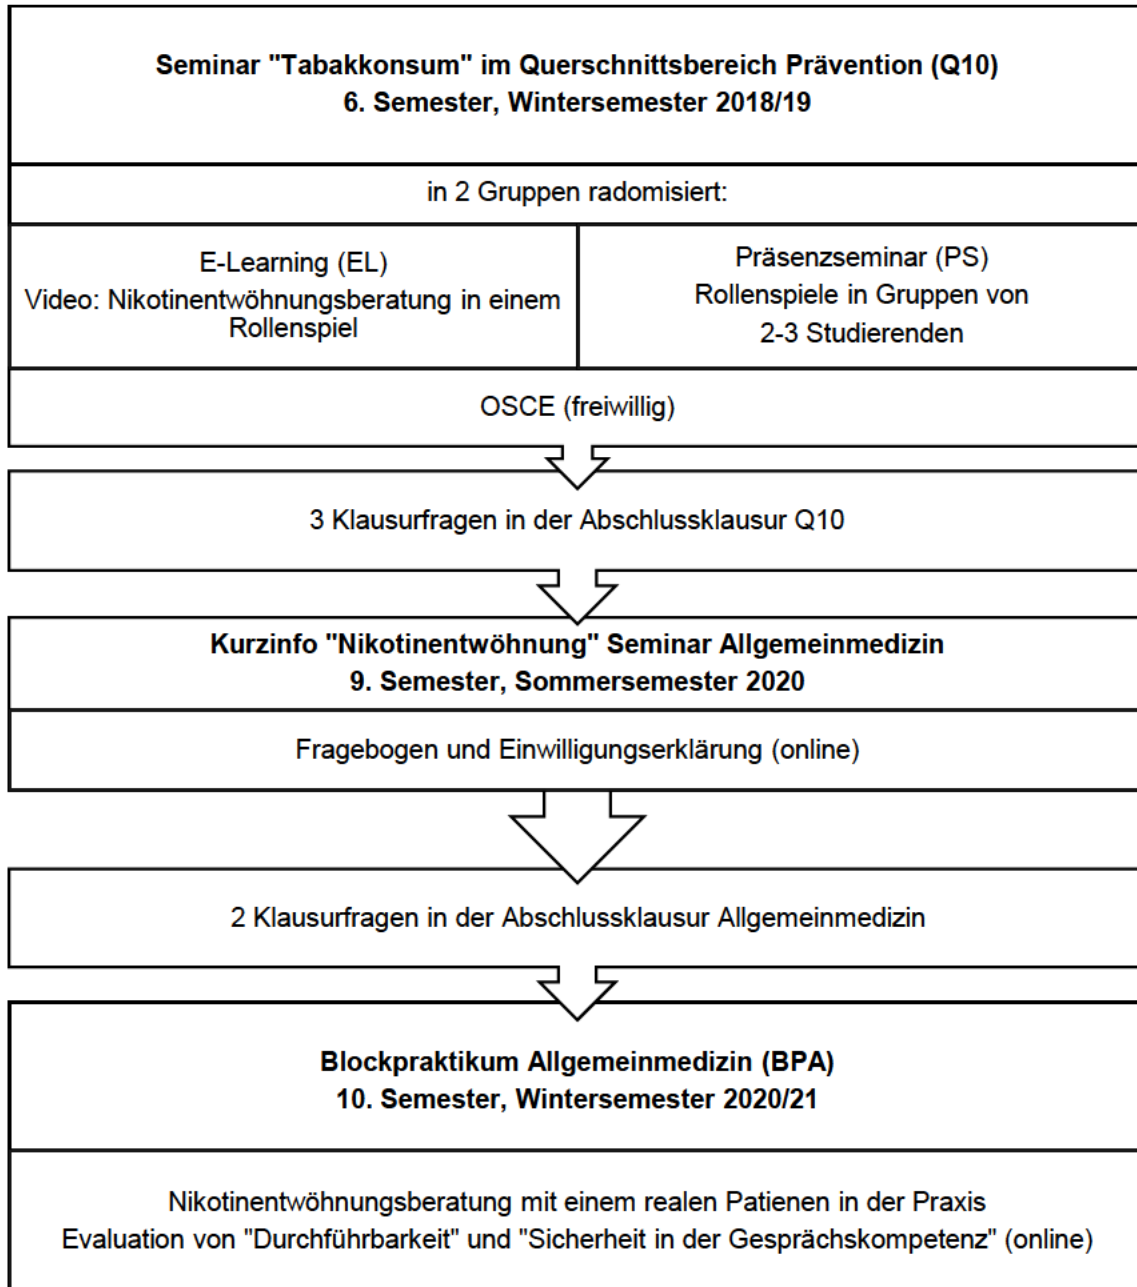 Seminar "Tabakkonsum" im Querschnittsbereich Prävention (Q10)
6. Semester, Wintersemester 2018/19
in 2 Gruppen radomisiert:
E-Learning (EL)
Video: Nikotinentwöhnungsberatung in einem
Rollenspiel
Präsenzseminar (PS)
Rollenspiele in Gruppen von
2-3 Studierenden
OSCE (freiwillig)
3 Klausurfragen in der Abschlussklausur Q10
Kurzinfo "Nikotinentwöhnung" Seminar Allgemeinmedizin
9. Semester, Sommersemester 2020
Fragebogen und Einwilligungserklärung (online)
2 Klausurfragen in der Abschlussklausur Allgemeinmedizin
Blockpraktikum Allgemeinmedizin (BPA)
10. Semester, Wintersemester 2020/21
Nikotinentwöhnungsberatung mit einem realen Patienen in der Praxis
Evaluation von "Durchführbarkeit" und "Sicherheit in der Gesprächskompetenz" (online)